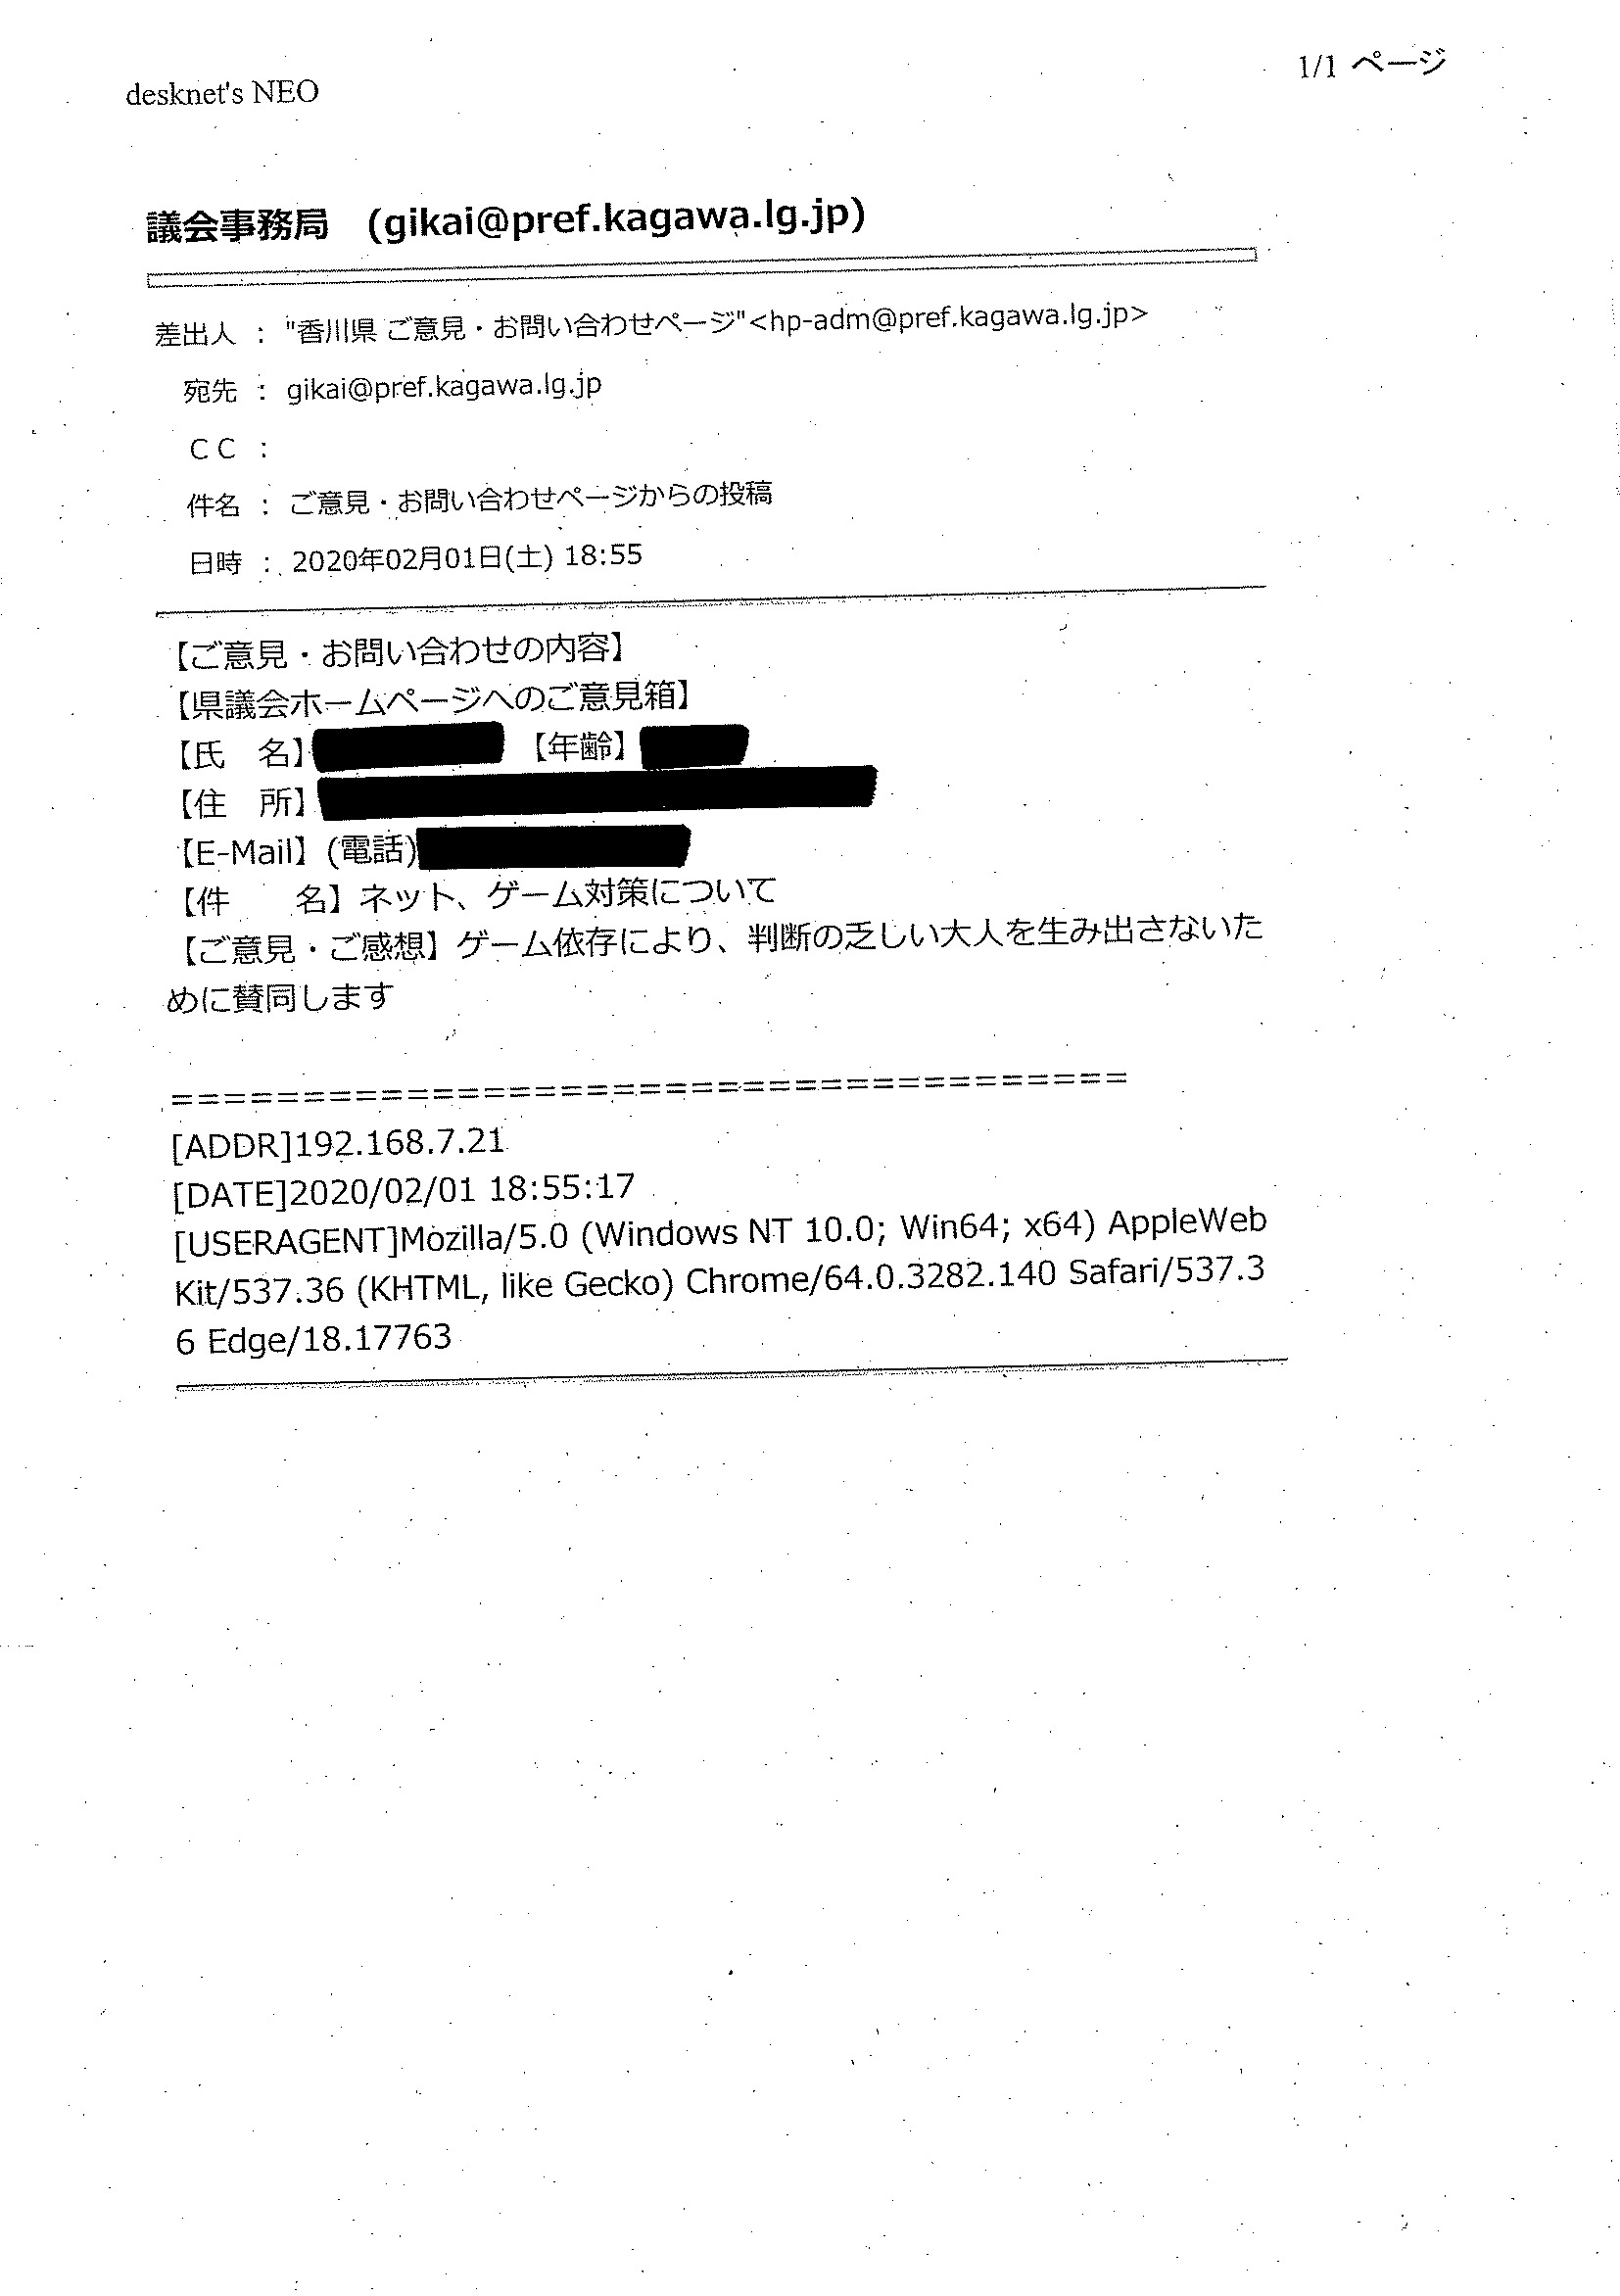 desknet's NEO
1/1 ページ
議会事務局 (gikai@pref.kagawa.lg.jp)
差出人 : "香川県 ご意見・お問い合わせページ"<hp-adm@pref.kagawa.lg.jp>
宛先 : gikai@pref.kagawa.lg.jp
CC :
件名 : ご意見・お問い合わせページからの投稿
日時 : 2020年02月01日(土) 18:55
【ご意見・お問い合わせの内容】
【県議会ホームページへのご意見箱】
【氏　名】 【年齢】
【住　所】
【E-Mail】(電話)
【件　　名】ネット、ゲーム対策について
【ご意見・ご感想】ゲーム依存により、判断の乏しい大人を生み出さないた
めに賛同します
=====================================
[ADDR]192.168.7.21
[DATE]2020/02/01 18:55:17
[USERAGENT]Mozilla/5.0 (Windows NT 10.0; Win64; x64) AppleWeb
Kit/537.36 (KHTML, like Gecko) Chrome/64.0.3282.140 Safari/537.3
6 Edge/18.17763